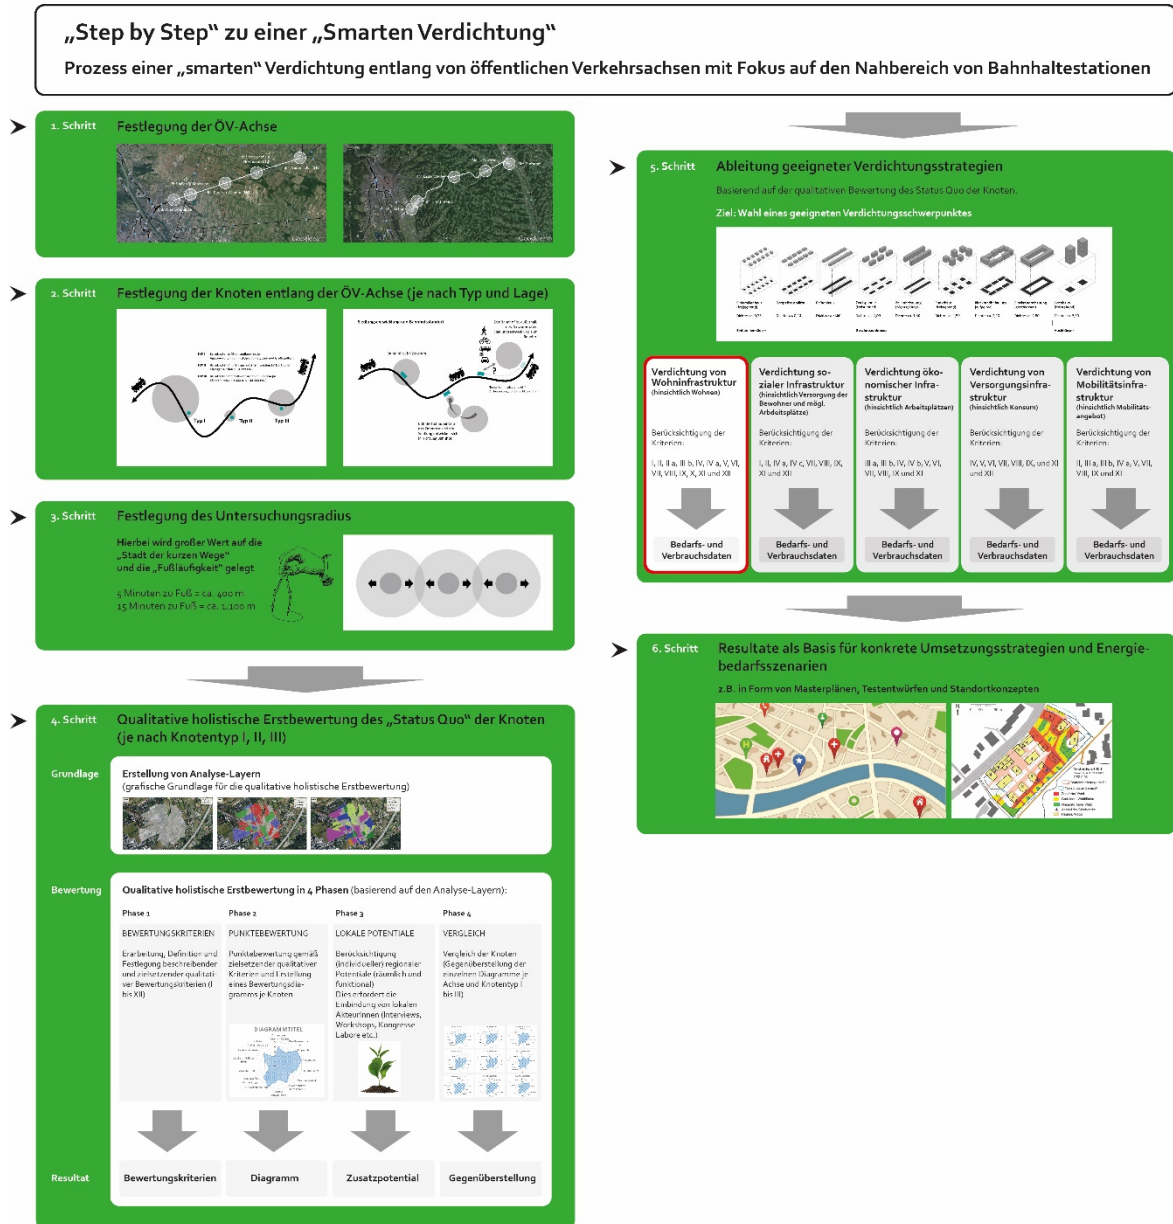 „Step by Step“ zu einer „Smarten Verdichtung“
Prozess einer „smarten“ Verdichtung entlang von öffentlichen Verkehrsachsen mit Fokus auf den Nahbereich von Bahnhaltestationen
1. Schritt
Festlegung der ÖV-Achse
2. Schritt
Festlegung der Knoten entlang der ÖV-Achse (je nach Typ und Lage)
Typ I
Typ II
Typ III
3. Schritt
Festlegung des Untersuchungsradius
Hierbei wird großer Wert auf die
„Stadt der kurzen Wege“
und die „Fußläufigkeit“ gelegt
5 Minuten zu Fuß = ca. 400 m
15 Minuten zu Fuß = ca. 1.100 m
4. Schritt
Qualitative holistische Erstbewertung des „Status Quo“ der Knoten
(je nach Knotentyp I, II, III)
Grundlage
Erstellung von Analyse-Layern
(grafische Grundlage für die qualitative holistische Erstbewertung)
Bewertung
Qualitative holistische Erstbewertung in 4 Phasen (basierend auf den Analyse-Layern):
Phase 1
BEWERTUNGSKRITERIEN
Erarbeitung, Definition und
Festlegung beschreibender
und zielsetzender qualitati-
ver Bewertungskriterien (I
bis XII)
Phase 2
PUNKTEBEWERTUNG
Punktebewertung gemäß
zielsetzender qualitativer
Kriterien und Erstellung
eines Bewertungsdia-
gramms je Knoten
DIAGRAMMTITEL
Phase 3
LOKALE POTENTIALE
Berücksichtigung
(individueller) regionaler
Potentiale (räumlich und
funktional)
Dies erfordert die
Einbindung von lokalen
AkteurInnen (Interviews,
Workshops, Kongresse
Labore etc.)
Phase 4
VERGLEICH
Vergleich der Knoten
(Gegenüberstellung der
einzelnen Diagramme je
Achse und Knotentyp I
bis III)
Resultat
Bewertungskriterien
Diagramm
Zusatzpotential
Gegenüberstellung
5. Schritt
Ableitung geeigneter Verdichtungsstrategien
Basierend auf der qualitativen Bewertung des Status Quo der Knoten.
Ziel: Wahl eines geeigneten Verdichtungsschwerpunktes
Verdichtung von
Wohninfrastruktur
(hinsichtlich Wohnen)
Berücksichtigung der
Kriterien:
I, II, II a, III b, IV, IV a, V, VI,
VII, VIII, IX, X, XI und XII
Bedarfs- und
Verbrauchsdaten
Verdichtung so-
zialer Infrastruktur
(hinsichtlich Versorgung der
Bewohner und mögl.
Arbdeitsplätze)
Berücksichtigung der
Kriterien:
I, II, IV a, IV c, VII, VIII, IX,
XI und XII
Bedarfs- und
Verbrauchsdaten
Verdichtung öko-
nomischer Infra-
struktur
(hinsichtlich Arbeitsplätzen)
Berücksichtigung der
Kriterien:
III a, III b, IV, IV b, V, VI,
VII, VIII, IX und XI
Bedarfs- und
Verbrauchsdaten
Verdichtung von
Versorgungsinfra-
struktur
(hinsichtlich Konsum)
Berücksichtigung der
Kriterien:
IV, V, VI, VII, VIII, IX, und XI
und XII
Bedarfs- und
Verbrauchsdaten
Verdichtung von
Mobilitätsinfra-
struktur
(hinsichtlich Mobilitäts-
angebot)
Berücksichtigung der
Kriterien:
II, III a, III b, IV a, V, VII,
VIII, IX und XI
Bedarfs- und
Verbrauchsdaten
6. Schritt
Resultate als Basis für konkrete Umsetzungsstrategien und Energie-
bedarfsszenarien
z.B. in Form von Masterplänen, Testentwürfen und Standortkonzepten